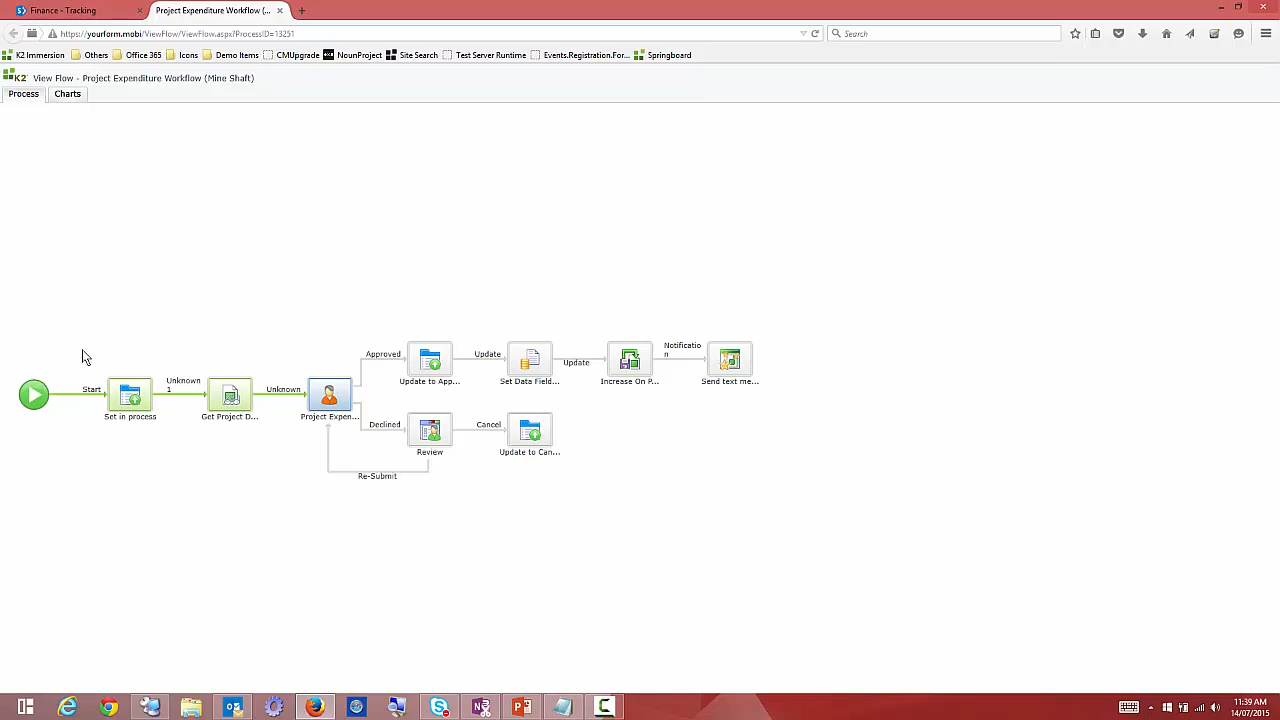 Finance - Tracking
Project Expenditure Workflow (...
https://yourform.mobi/ViewFlow/ViewFlow.aspx?ProcessID=13251
Search
K2 Immersion
Others
Office 365
Icons
Demo Items
CMUpgrade
NounProject
Site Search
Test Server Runtime
Events.Registration.For...
Springboard
K2 View Flow - Project Expenditure Workflow (Mine Shaft)
Process
Charts
Start
Set in process
Unknown
1
Get Project D...
Unknown
Project Expen...
Approved
Update to App...
Update
Set Data Field...
Update
Increase On P...
Notificatio
n
Send text me...
Declined
Review
Cancel
Update to Can...
Re-Submit
11:39 AM
14/07/2015